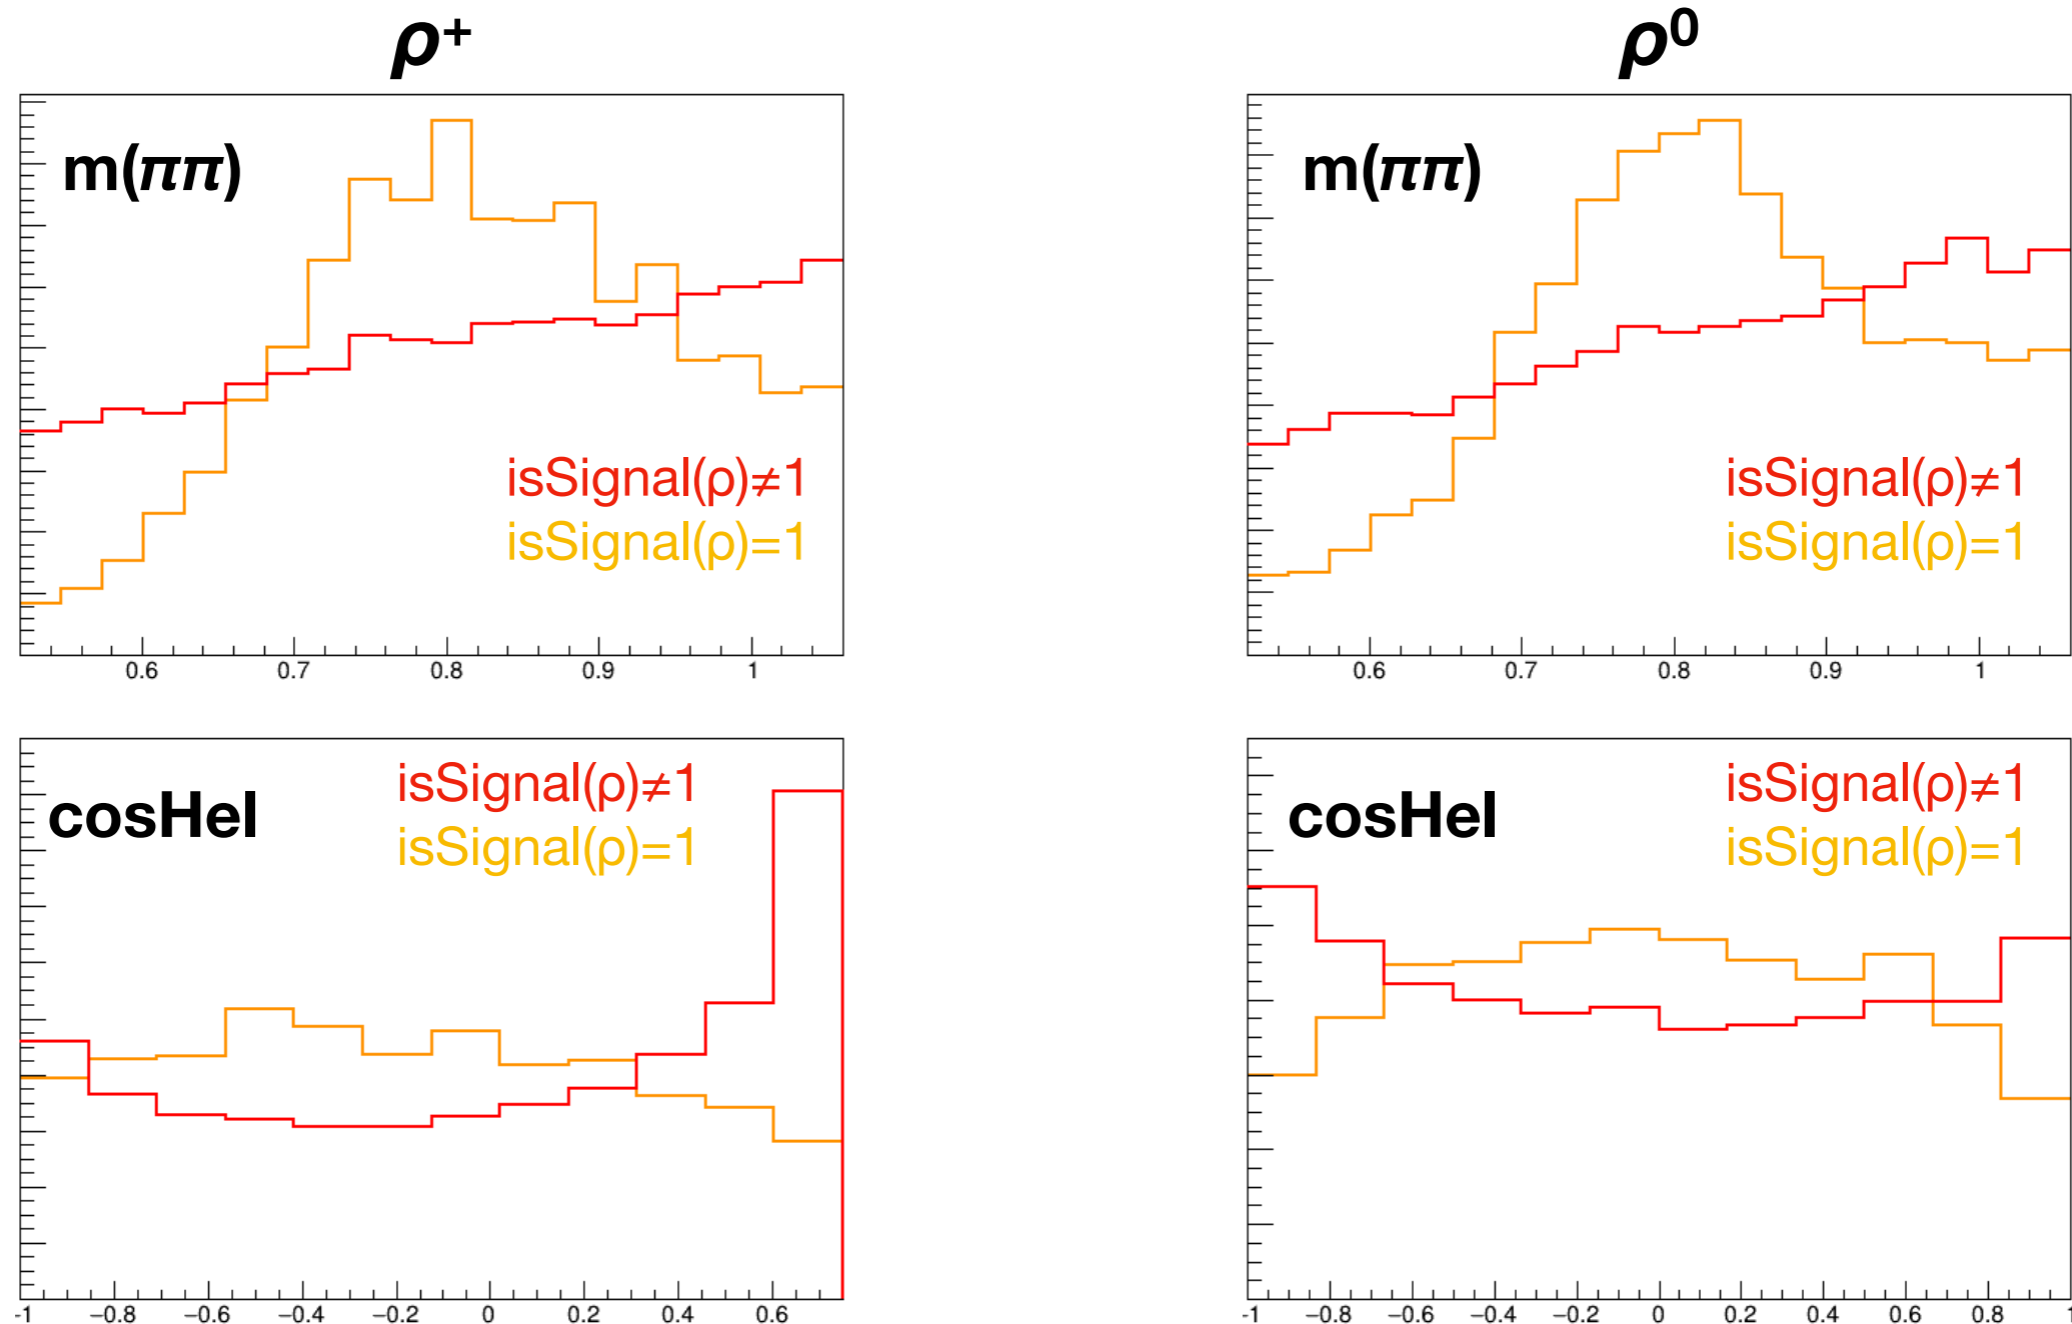 ρ⁺
ρ⁰
m(ππ)
isSignal(ρ)≠1
isSignal(ρ)=1
0.6 0.7 0.8 0.9 1
m(ππ)
isSignal(ρ)≠1
isSignal(ρ)=1
0.6 0.7 0.8 0.9 1
cosHel
isSignal(ρ)≠1
isSignal(ρ)=1
-1 −0.8 −0.6 −0.4 −0.2 0 0.2 0.4 0.6
cosHel
isSignal(ρ)≠1
isSignal(ρ)=1
-1 −0.8 −0.6 −0.4 −0.2 0 0.2 0.4 0.6 0.8 1